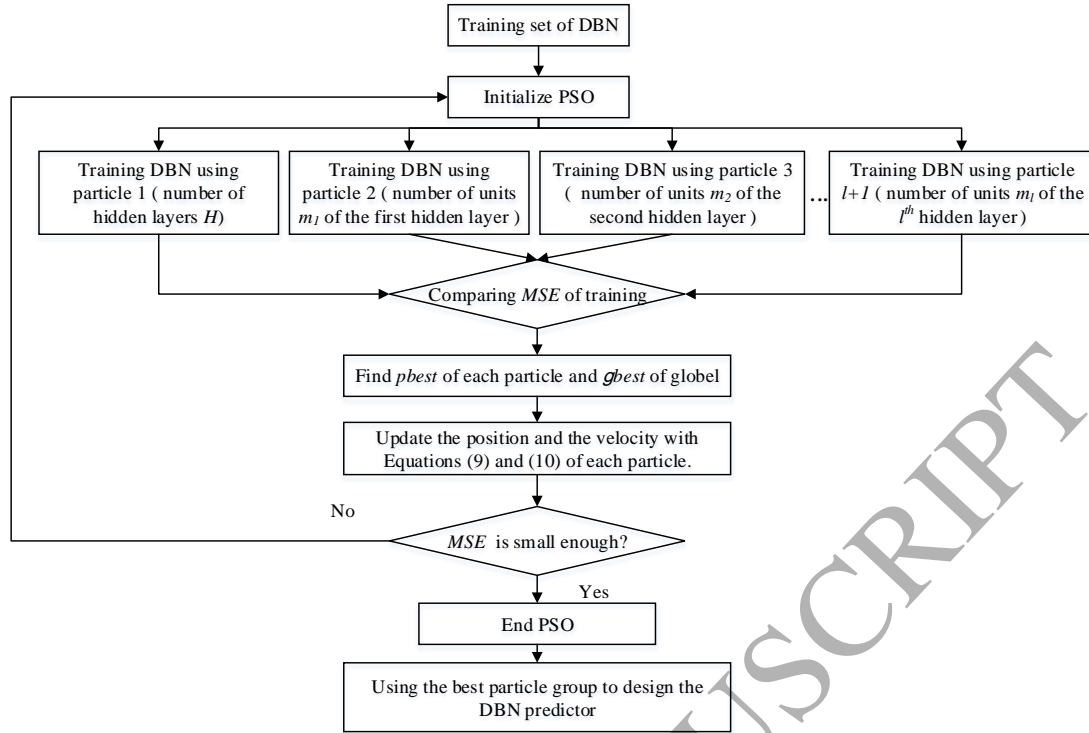 Training set of DBN
Initialize PSO
Training DBN using
particle 1 ( number of
hidden layers H)
Training DBN using
particle 2 ( number of units
m1 of the first hidden layer )
Training DBN using particle 3
( number of units m2 of the
second hidden layer )
...
Training DBN using particle
l+1 ( number of units ml of the
lth hidden layer )
Comparing MSE of training
Find pbest of each particle and gbest of globel
Update the position and the velocity with
Equations (9) and (10) of each particle.
No
MSE is small enough?
Yes
End PSO
Using the best particle group to design the
DBN predictor
USCRIPT